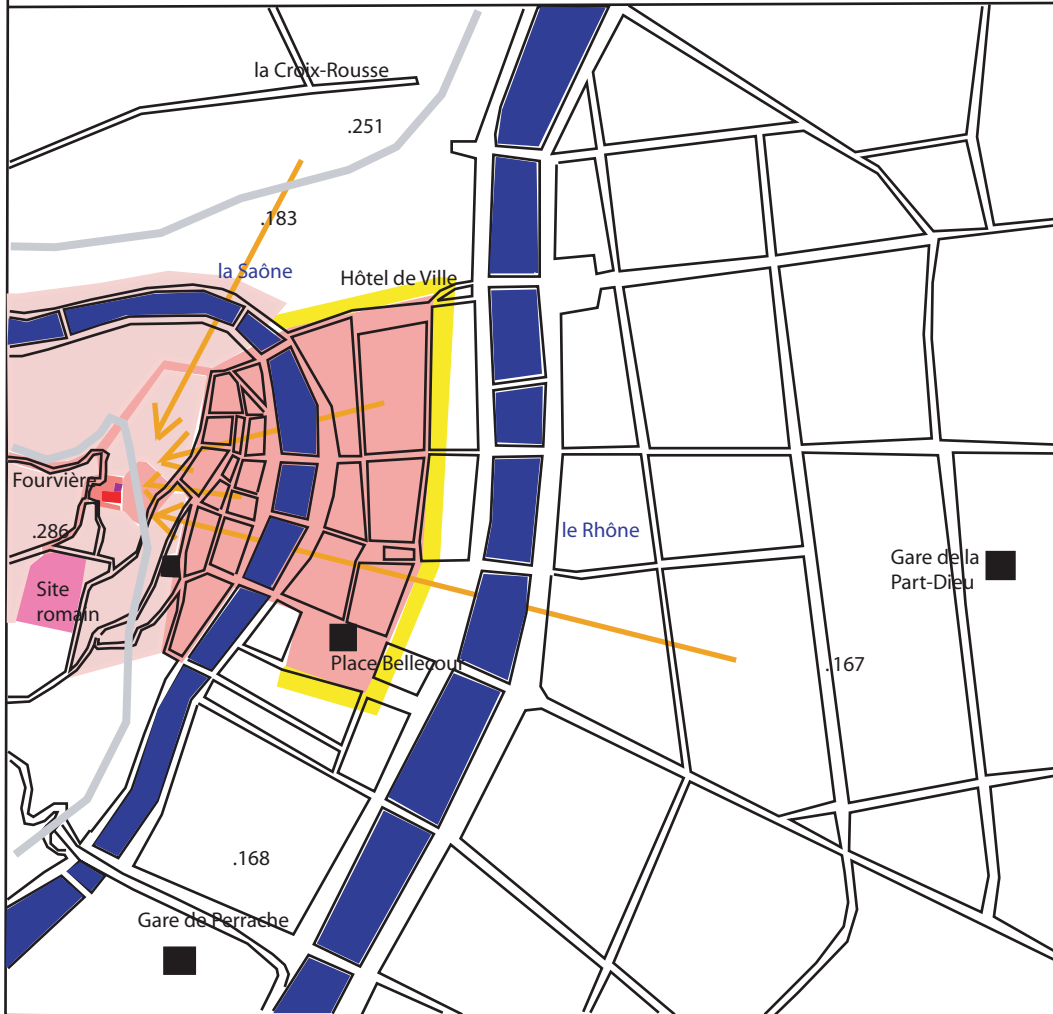 la Croix-Rousse
.251
.183
la Saône
Hôtel de Ville
Fourvière
.286
le Rhône
Gare de la
Part-Dieu
Site
romain
Place Bellecour
.167
.168
Gare de Perrache